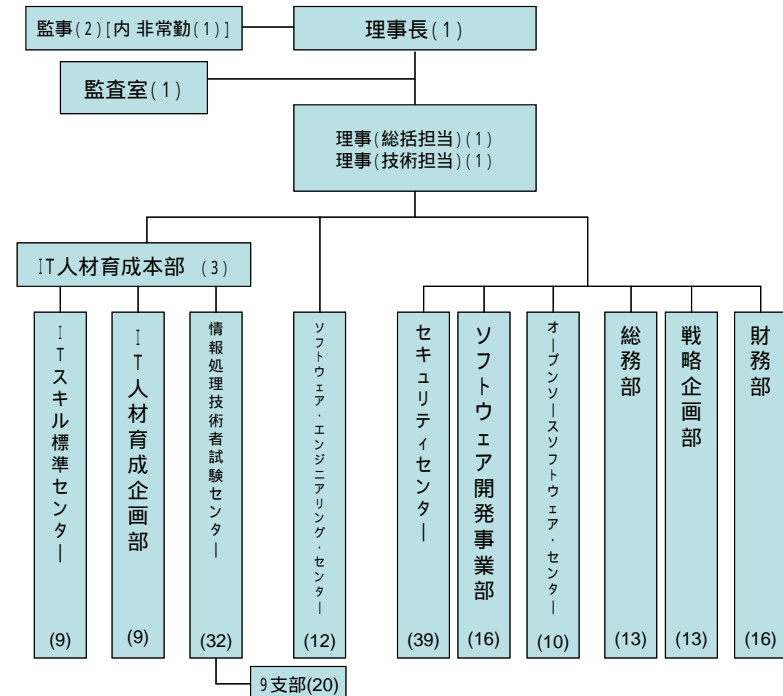 監事(2)[内 非常勤(1)]
理事長(1)
監査室(1)
理事(総括担当)(1)
理事(技術担当)(1)
IT人材育成本部 (3)
ITスキル標準センター
(9)
IT人材育成企画部
(9)
情報処理技術者試験センター
(32)
ソフトウェア・エンジニアリング・センター
(12)
セキュリティセンター
(39)
ソフトウェア開発事業部
(16)
オープンソースソフトウェア・センター
(10)
総務部
(13)
戦略企画部
(13)
財務部
(16)
9支部(20)